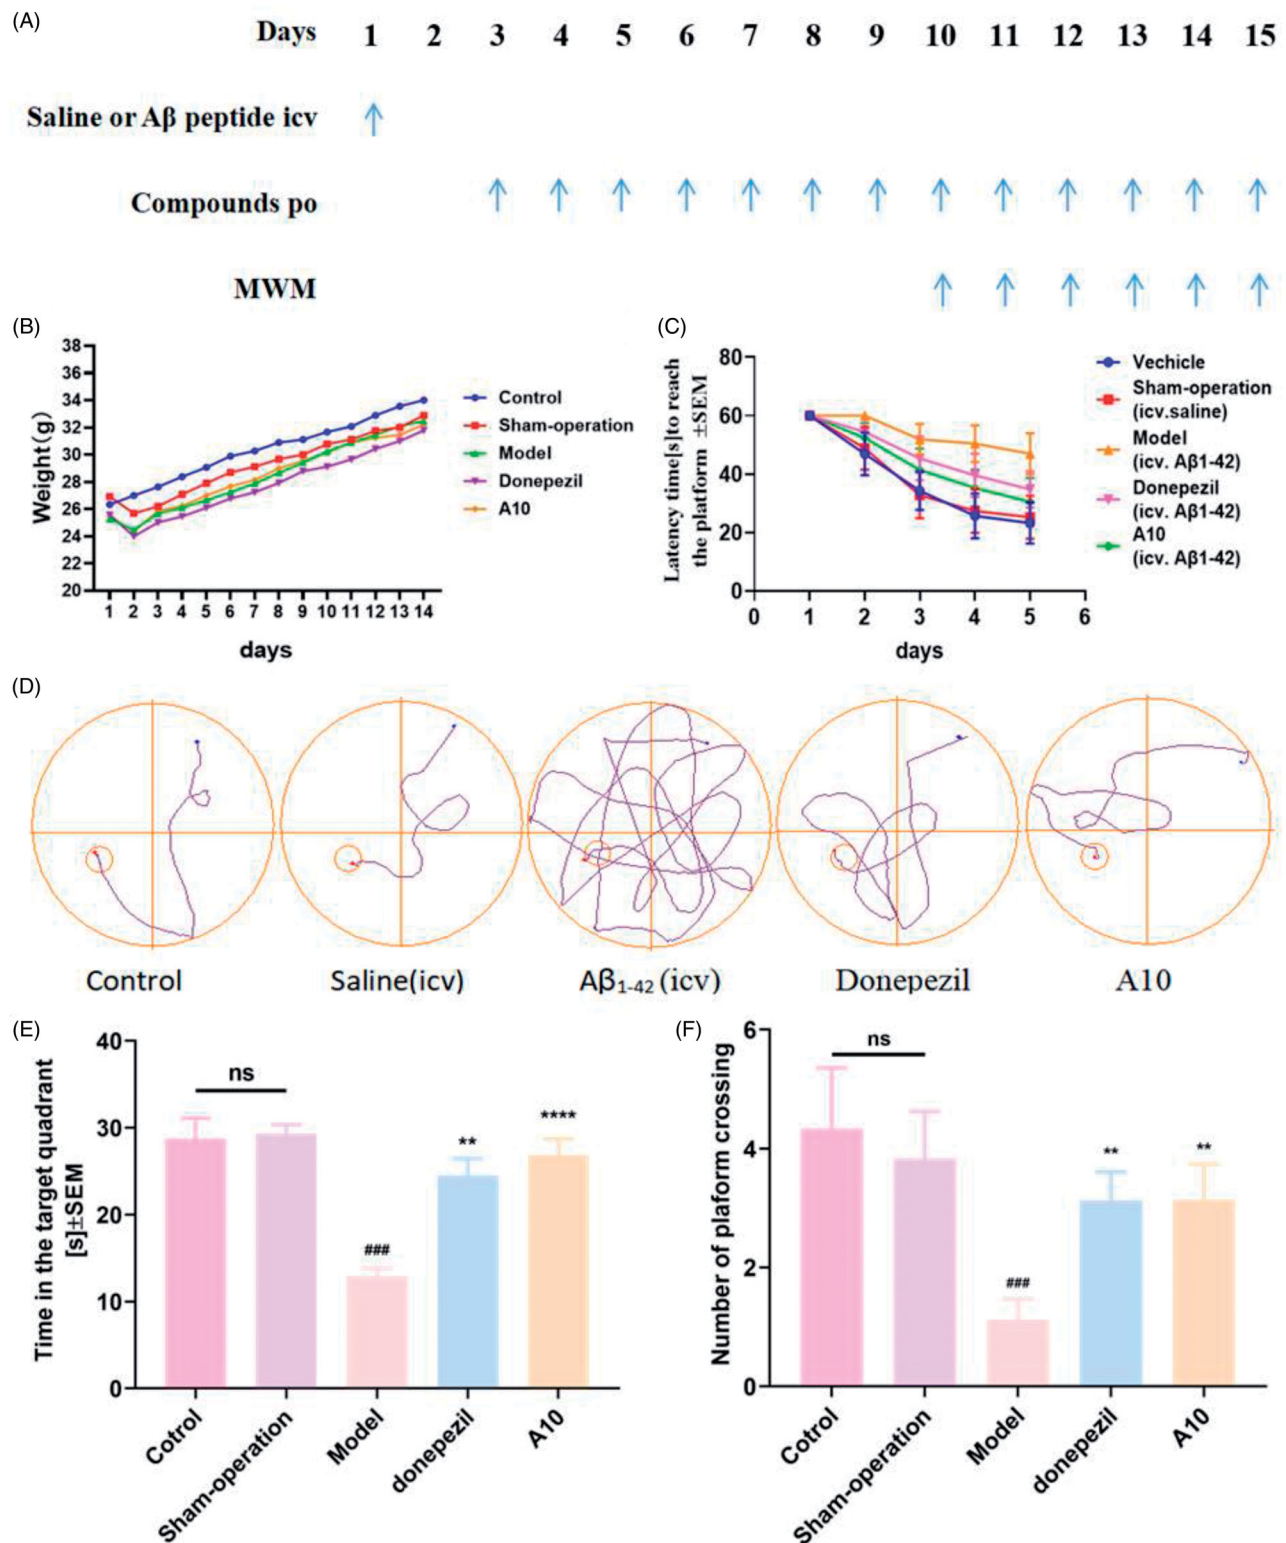 (A)
Days 1 2 3 4 5 6 7 8 9 10 11 12 13 14 15
Saline or Aβ peptide icv
Compounds po
MWM
(B)
38
36
34
32
30
28
26
24
22
20
Weight(g)
1 2 3 4 5 6 7 8 9 10 11 12 13 14
days
Control
Sham-operation
Model
Donepezil
A10
(C)
80
60
40
20
0
Latency time[s]to reach
the platform ±SEM
0 1 2 3 4 5 6
days
Vechicle
Sham-operation
(icv.saline)
Model
(icv. Aβ1-42)
Donepezil
(icv. Aβ1-42)
A10
(icv. Aβ1-42)
(D)
Control Saline(icv) Aβ1-42 (icv) Donepezil A10
(E)
40
30
20
10
0
Time in the target quadrant
[s]±SEM
ns
###
**
****
Cotrol
Sham-operation
Model
donepezil
A10
(F)
6
4
2
0
Number of plaform crossing
ns
###
**
**
Cotrol
Sham-operation
Model
donepezil
A10